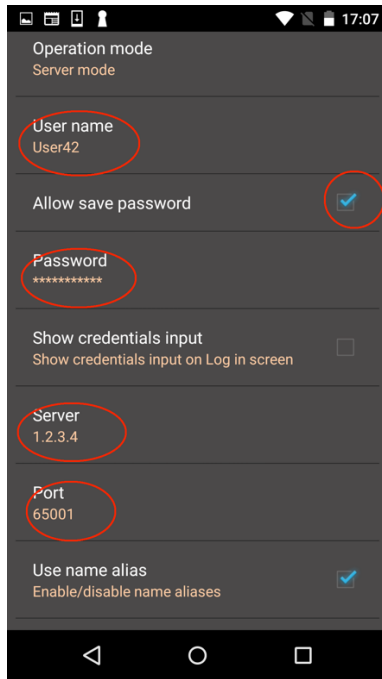 17:07
Operation mode
Server mode
User name
User42
Allow save password
Password
***********
Show credentials input
Show credentials input on Log in screen
Server
1.2.3.4
Port
65001
Use name alias
Enable/disable name aliases